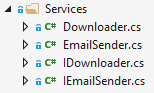 Services
C# Downloader.cs
C# EmailSender.cs
C# IDownloader.cs
C# IEmailSender.cs